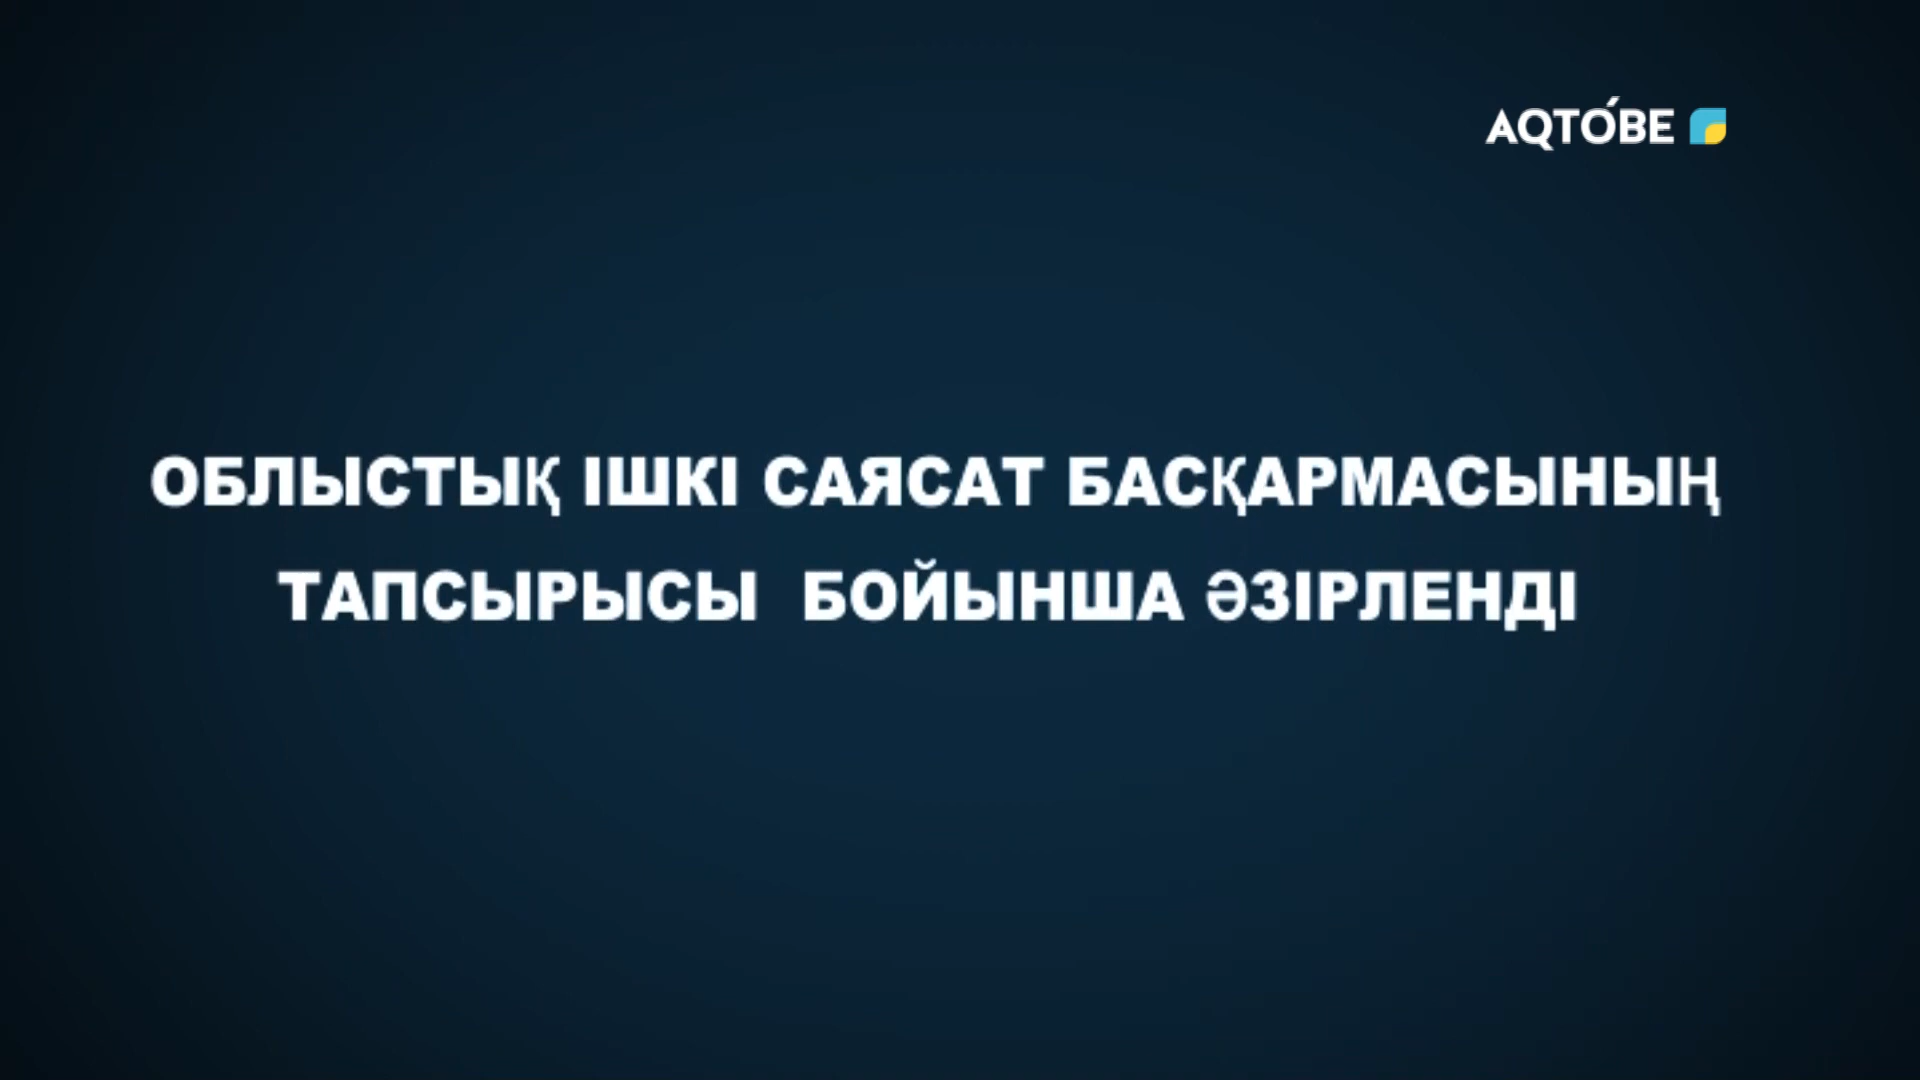 AQTÓBE
ОБЛЫСТЫҚ ІШКІ САЯСАТ БАСҚАРМАСЫНЫҢ
ТАПСЫРЫСЫ  БОЙЫНША ӘЗІРЛЕНДІ